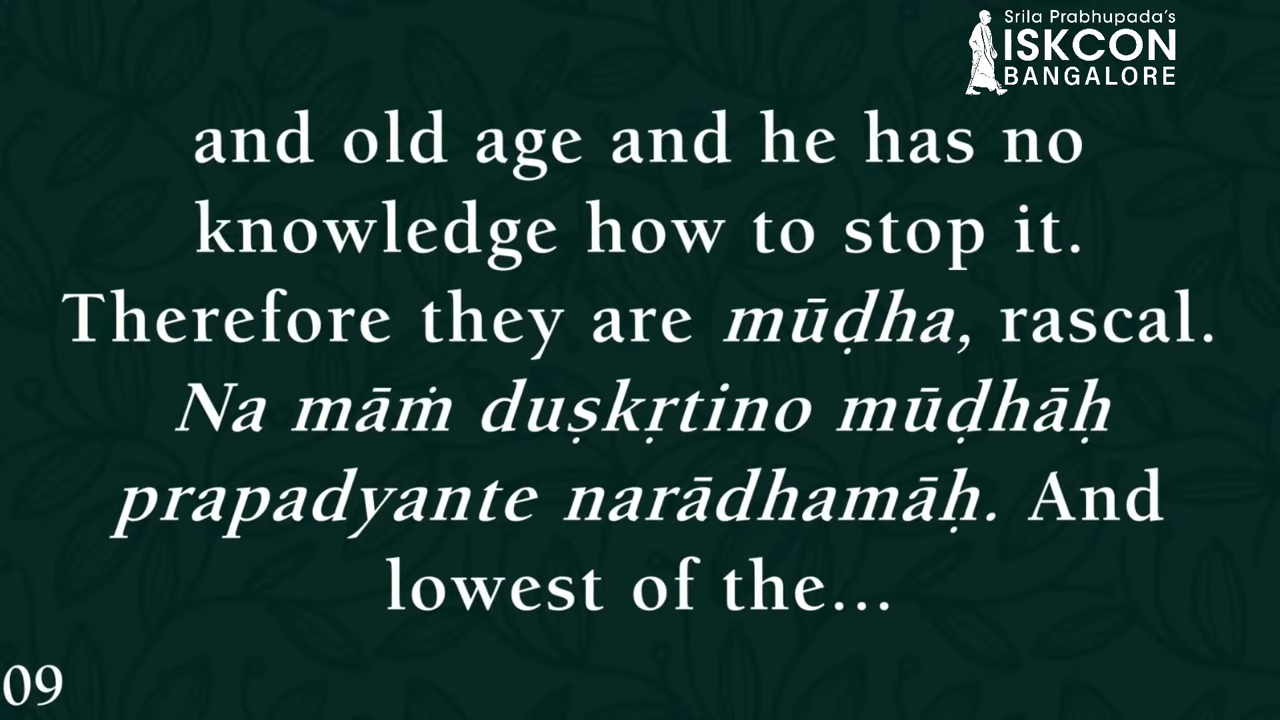 Srila Prabhupada's
ISKCON
BANGALORE
and old age and he has no
knowledge how to stop it.
Therefore they are mūḍha, rascal.
Na māṁ duṣkṛtino mūḍhāḥ
prapadyante narādhamāḥ. And
lowest of the...
09